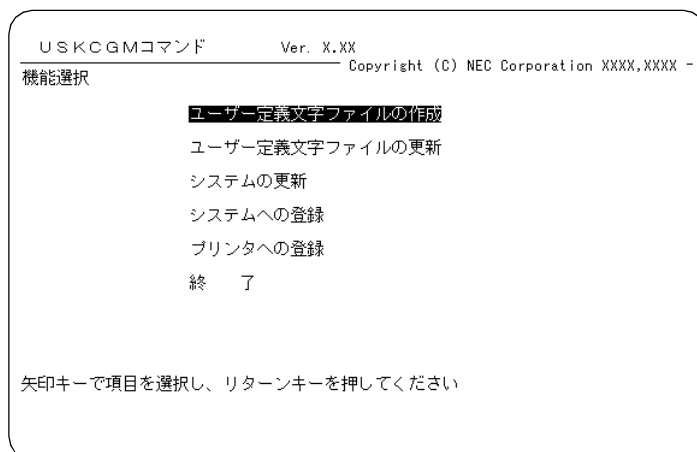 USKCGMコマンド　　Ver. X.XX
Copyright (C) NEC Corporation XXXX,XXXX -
機能選択
ユーザー定義文字ファイルの作成
ユーザー定義文字ファイルの更新
システムの更新
システムへの登録
プリンタへの登録
終　了
矢印キーで項目を選択し、リターンキーを押してください